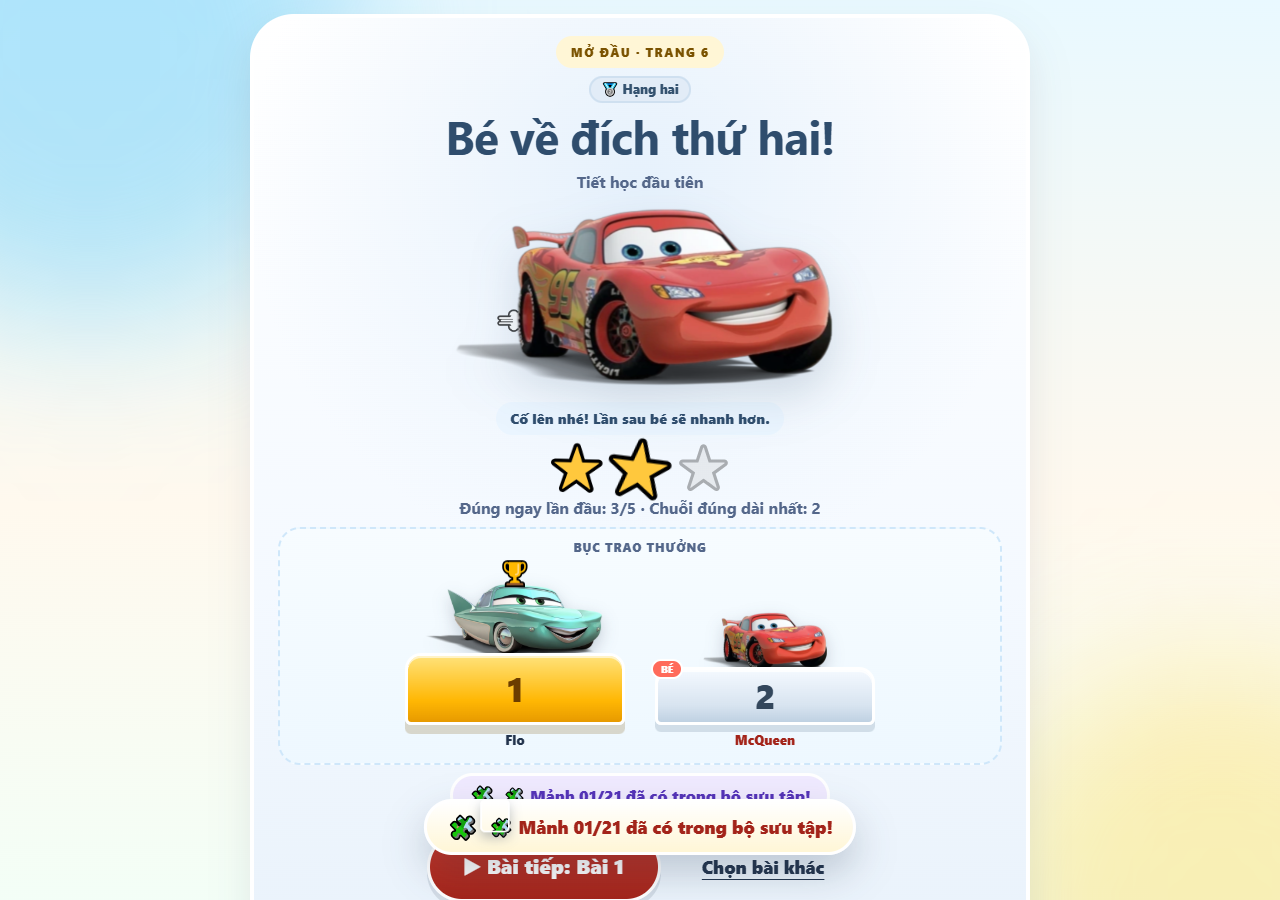 MỞ ĐẦU · TRANG 6
Hạng hai
Bé về đích thứ hai!
Tiết học đầu tiên
95
LIGHTYEAR
Cố lên nhé! Lần sau bé sẽ nhanh hơn.
Đúng ngay lần đầu: 3/5 · Chuỗi đúng dài nhất: 2
BỤC TRAO THƯỞNG
1
BÉ
2
Flo
McQueen
Mảnh 01/21 đã có trong bộ sưu tập!
Mảnh 01/21 đã có trong bộ sưu tập!
▶ Bài tiếp: Bài 1
Chọn bài khác